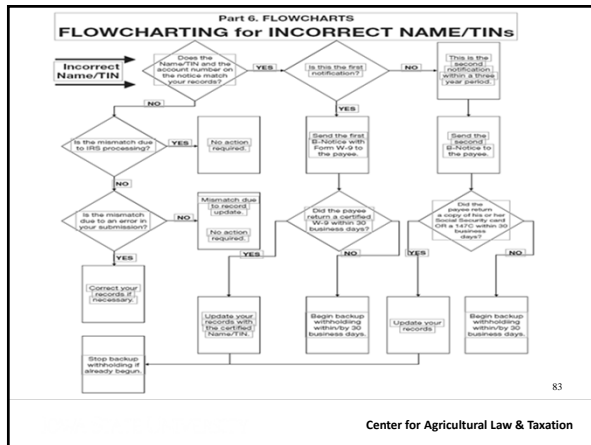 Part 6. FLOWCHARTS
FLOWCHARTING for INCORRECT NAME/TINs
Incorrect
Name/TIN
Does the
Name/TIN and the
account number on
the notice match
your records?
YES
Is this the first
notification?
NO
This is the
second
notification
within a three
year period.
NO
YES
Is the mismatch due
to IRS processing?
YES
No action
required.
Send the first
B-Notice with
Form W-9 to
the payee.
Send the
second
B-Notice to
the payee.
NO
Is the mismatch
due to an error in
your submission?
NO
Mismatch due
to record
update.
No action
required.
Did the payee
return a certified
W-9 within 30
business days?
Did the
payee return
a copy of his or her
Social Security card
OR a 147C within 30
business
days?
YES
YES
NO
YES
NO
Correct your
records if
necessary.
Update your
records with
the certified
Name/TIN.
Begin backup
withholding
within/by 30
business days.
Update your
records
Begin backup
withholding
within/by 30
business days.
Stop backup
withholding if
already begun.
83
Center for Agricultural Law & Taxation